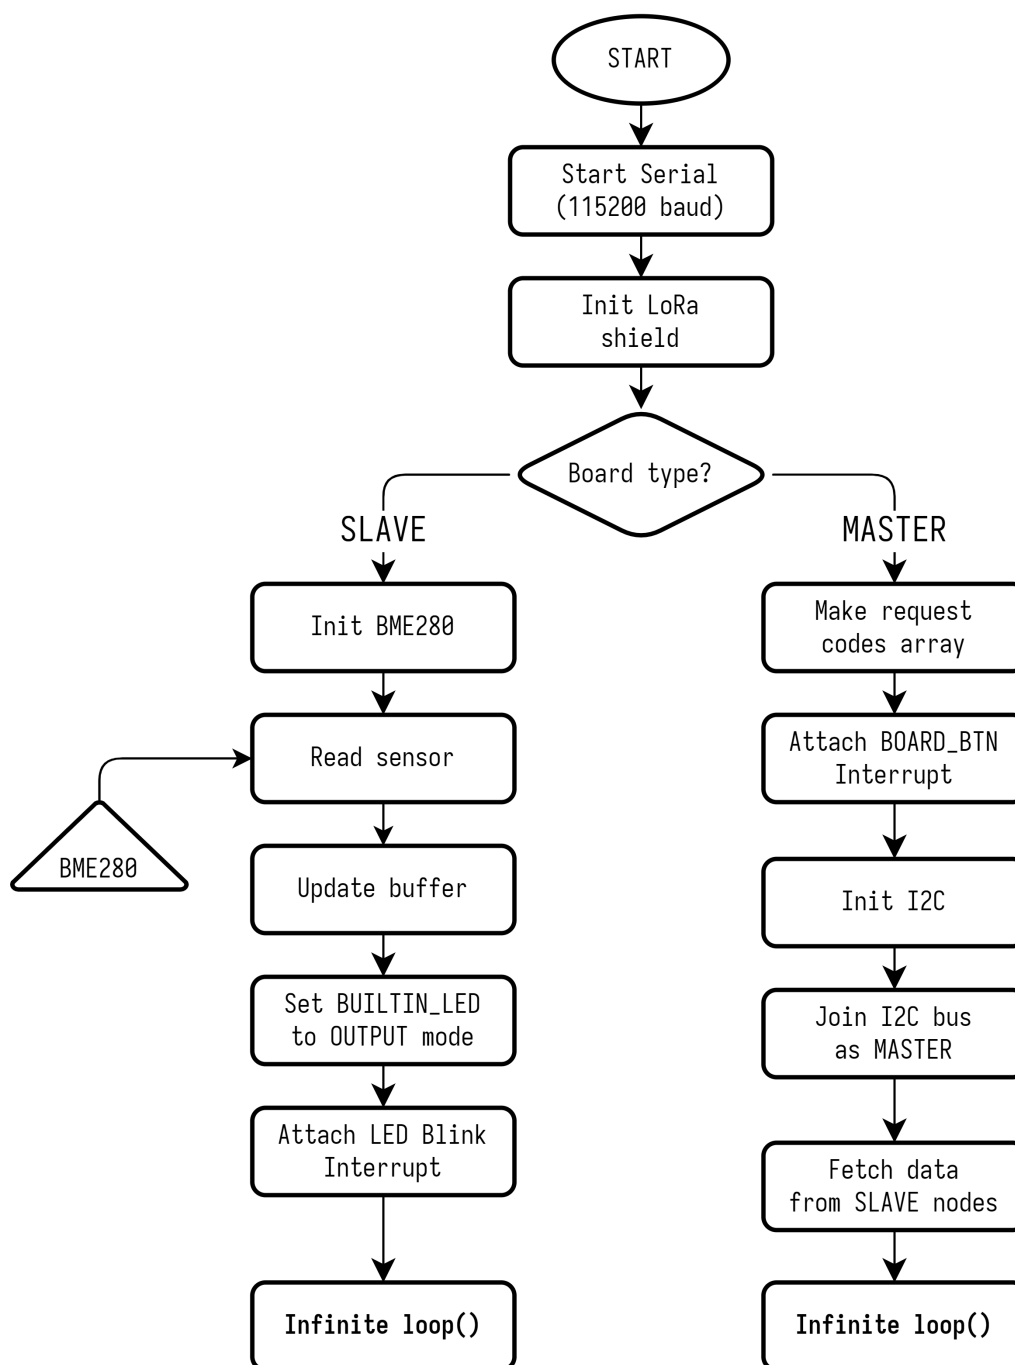 START
Start Serial
(115200 baud)
Init LoRa
shield
Board type?
SLAVE
MASTER
Init BME280
Make request
codes array
Read sensor
Attach BOARD_BTN
Interrupt
BME280
Update buffer
Init I2C
Set BUILTIN_LED
to OUTPUT mode
Join I2C bus
as MASTER
Attach LED Blink
Interrupt
Fetch data
from SLAVE nodes
Infinite loop()
Infinite loop()